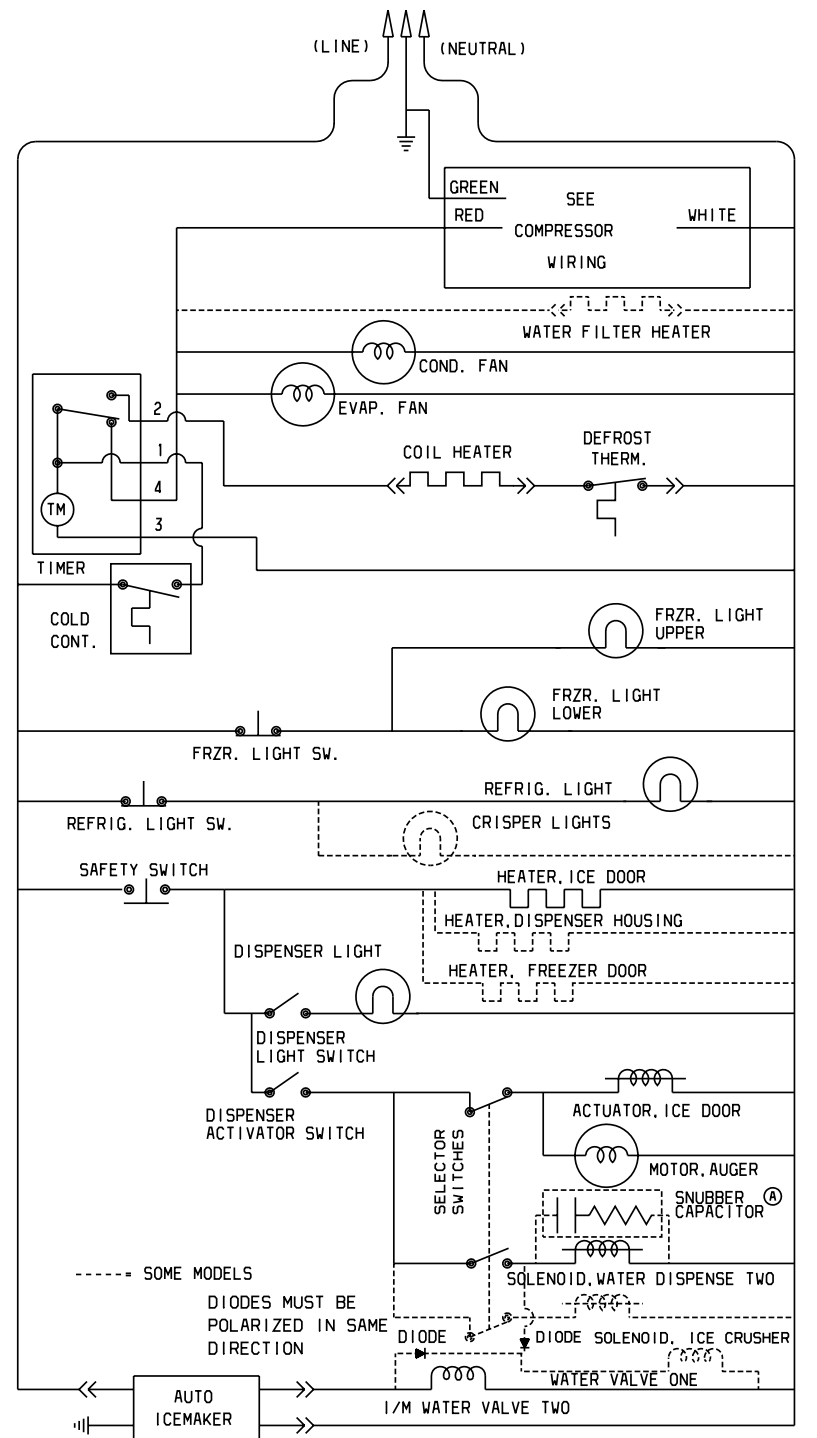 (LINE)
(NEUTRAL)
GREEN
SEE
RED
COMPRESSOR
WHITE
WIRING
WATER FILTER HEATER
COND. FAN
EVAP. FAN
2
1
4
3
TM
TIMER
COIL HEATER
DEFROST
THERM.
COLD
CONT.
FRZR. LIGHT
UPPER
FRZR. LIGHT
LOWER
FRZR. LIGHT SW.
REFRIG. LIGHT
REFRIG. LIGHT SW.
CRISPER LIGHTS
SAFETY SWITCH
HEATER, ICE DOOR
HEATER, DISPENSER HOUSING
DISPENSER LIGHT
HEATER, FREEZER DOOR
DISPENSER
LIGHT SWITCH
DISPENSER
ACTIVATOR SWITCH
ACTUATOR, ICE DOOR
SELECTOR
SWITCHES
MOTOR, AUGER
SNUBBER
CAPACITOR
A
SOLENOID, WATER DISPENSE TWO
= SOME MODELS
DIODES MUST BE
POLARIZED IN SAME
DIRECTION
DIODE
DIODE
SOLENOID, ICE CRUSHER
WATER VALVE ONE
AUTO
ICEMAKER
I/M WATER VALVE TWO